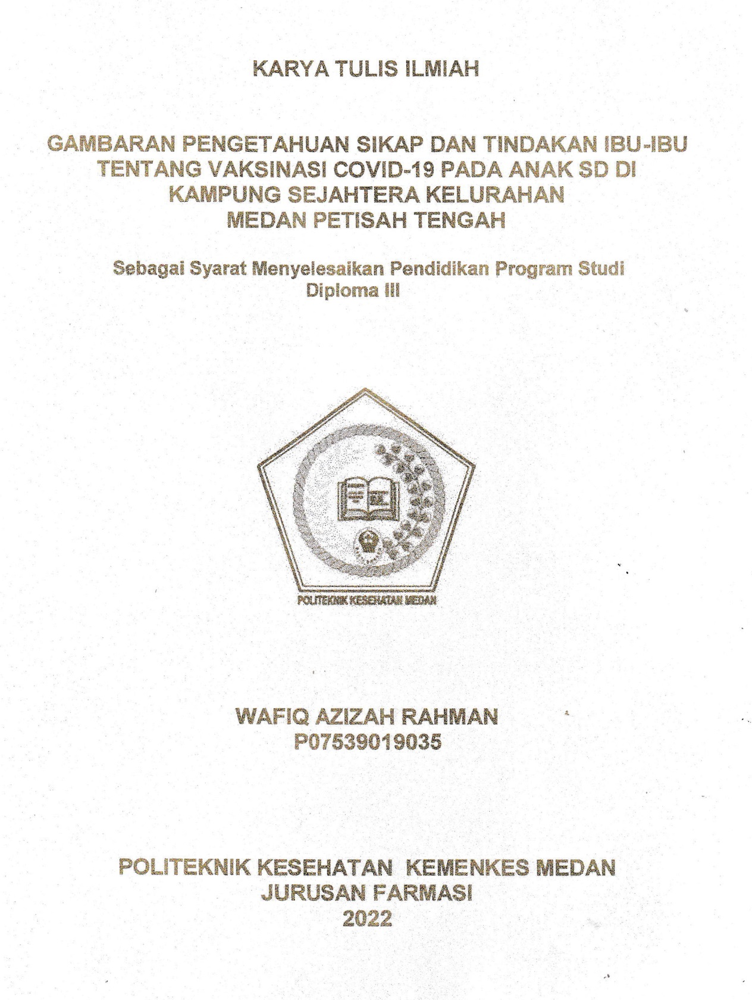 KARYA TULIS ILMIAH
GAMBARAN PENGETAHUAN SIKAP DAN TINDAKAN IBU-IBU
TENTANG VAKSINASI COVID-19 PADA ANAK SD DI
KAMPUNG SEJAHTERA KELURAHAN
MEDAN PETISAH TENGAH
Sebagai Syarat Menyelesaikan Pendidikan Program Studi
Diploma III
POLITEKNIK KESEHATAN MEDAN
WAFIQ AZIZAH RAHMAN
P07539019035
POLITEKNIK KESEHATAN KEMENKES MEDAN
JURUSAN FARMASI
2022